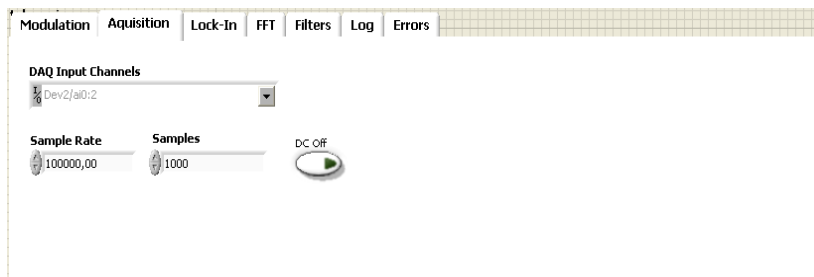 Modulation Aquisition Lock-In FFT Filters Log Errors
DAQ Input Channels
I/O Dev2/ai0:2
Sample Rate Samples DC Off
100000,00 1000